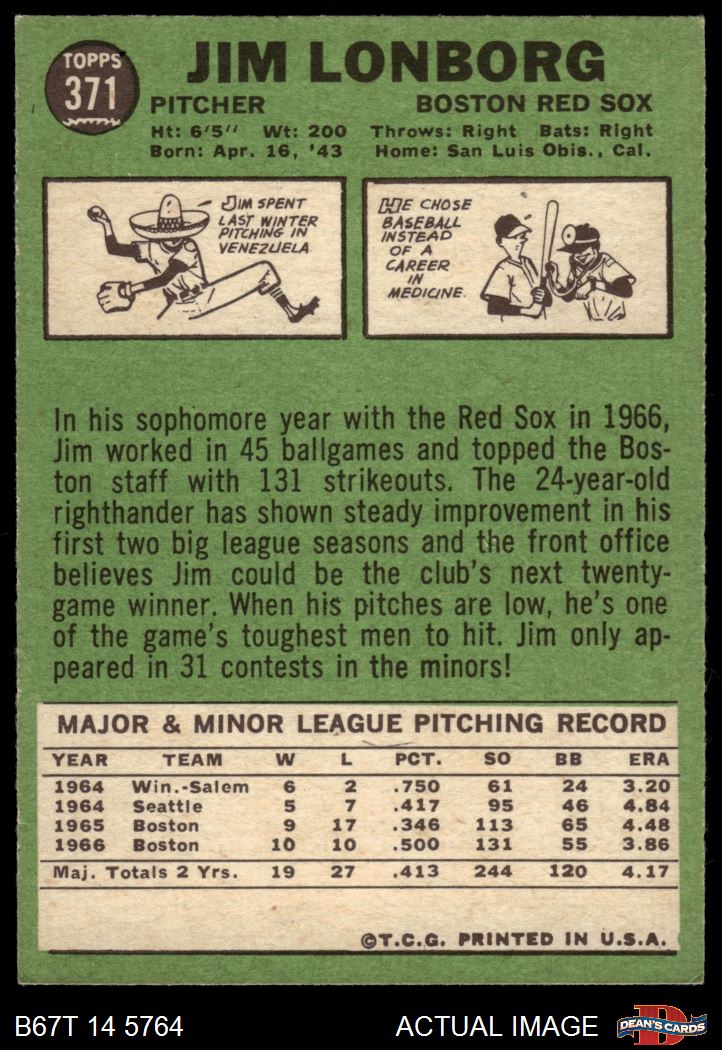 TOPPS
371
JIM LONBORG
PITCHER BOSTON RED SOX
Ht: 6'5" Wt: 200 Throws: Right Bats: Right
Born: Apr. 16, '43 Home: San Luis Obis., Cal.
JIM SPENT
LAST WINTER
PITCHING IN
VENEZUELA
HE CHOSE
BASEBALL
INSTEAD
OF A
CAREER
IN
MEDICINE.
In his sophomore year with the Red Sox in 1966,
Jim worked in 45 ballgames and topped the Bos-
ton staff with 131 strikeouts. The 24-year-old
righthander has shown steady improvement in his
first two big league seasons and the front office
believes Jim could be the club's next twenty-
game winner. When his pitches are low, he's one
of the game's toughest men to hit. Jim only ap-
peared in 31 contests in the minors!
MAJOR & MINOR LEAGUE PITCHING RECORD
YEAR TEAM W L PCT. SO BB ERA
1964 Win.-Salem 6 2 .750 61 24 3.20
1964 Seattle 5 7 .417 95 46 4.84
1965 Boston 9 17 .346 113 65 4.48
1966 Boston 10 10 .500 131 55 3.86
Maj. Totals 2 Yrs. 19 27 .413 244 120 4.17
©T.C.G. PRINTED IN U.S.A.
B67T 14 5764 ACTUAL IMAGE D DEAN'S CARDS